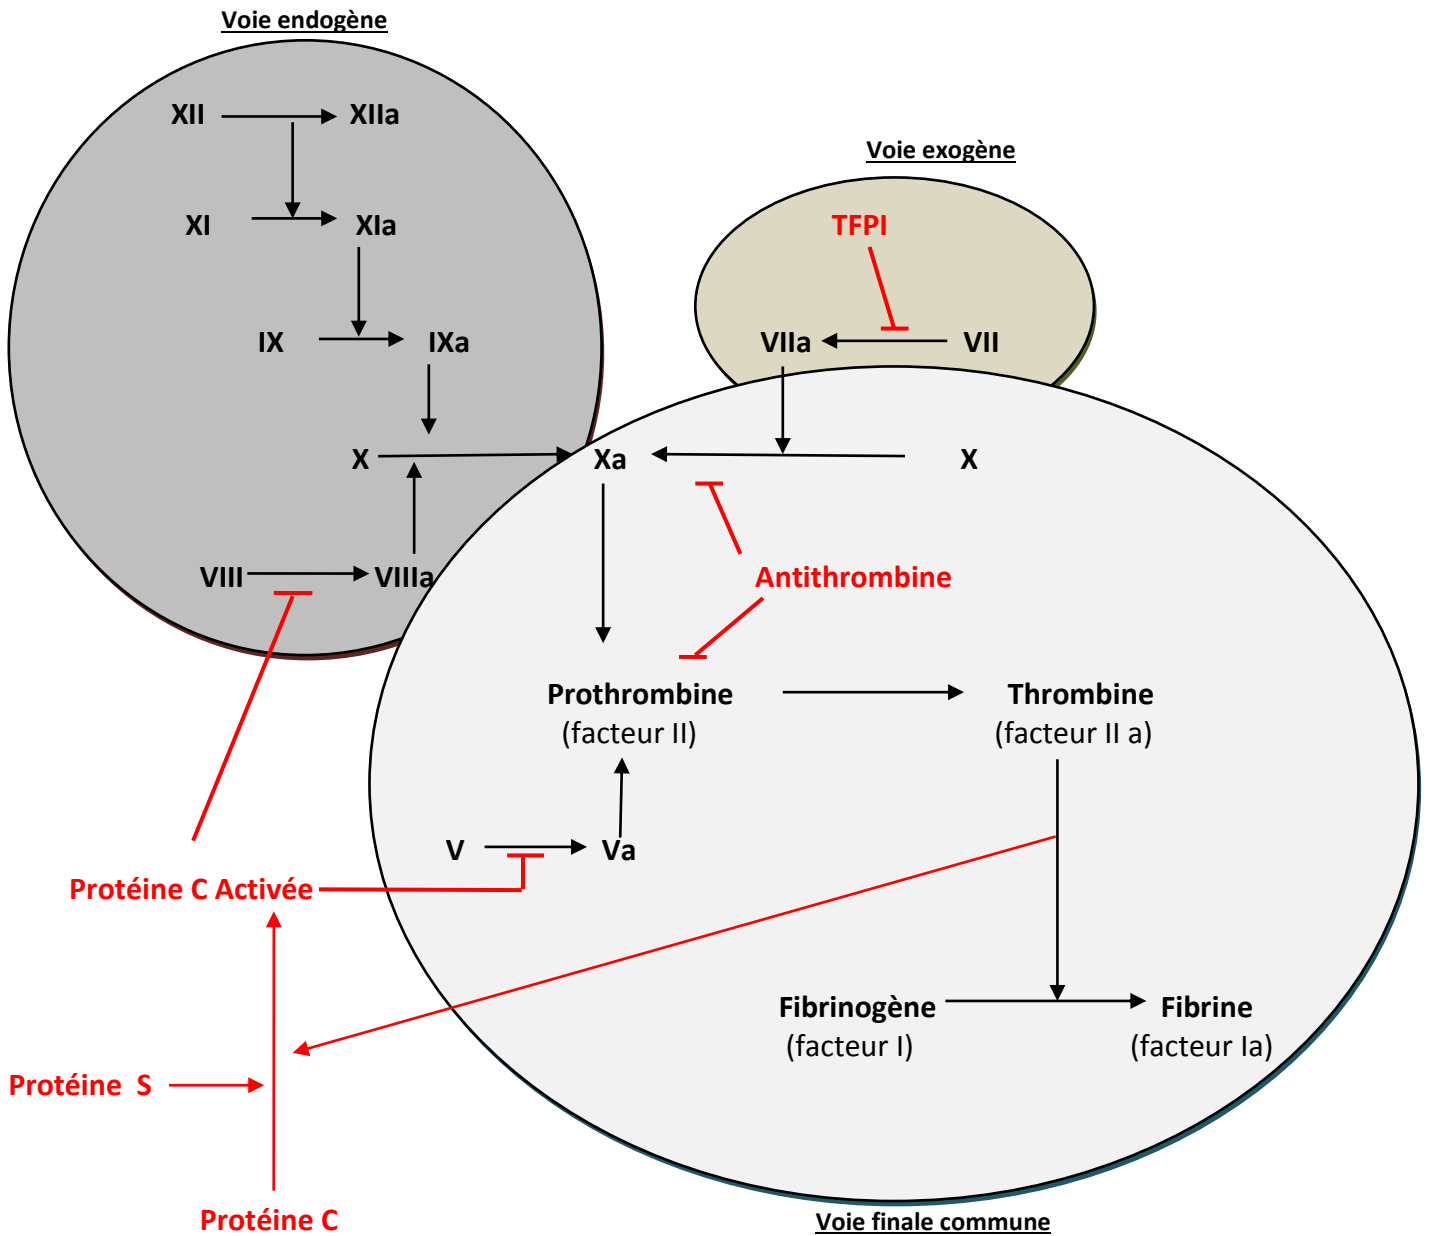 Voie endogène
XII XIIa
Voie exogène
XI XIa
TFPI
IX IXa
VIIa VII
X Xa X
VIII VIIIa
Antithrombine
Prothrombine Thrombine
(facteur II) (facteur II a)
V Va
Protéine C Activée
Fibrinogène Fibrine
(facteur I) (facteur Ia)
Protéine S
Protéine C
Voie finale commune